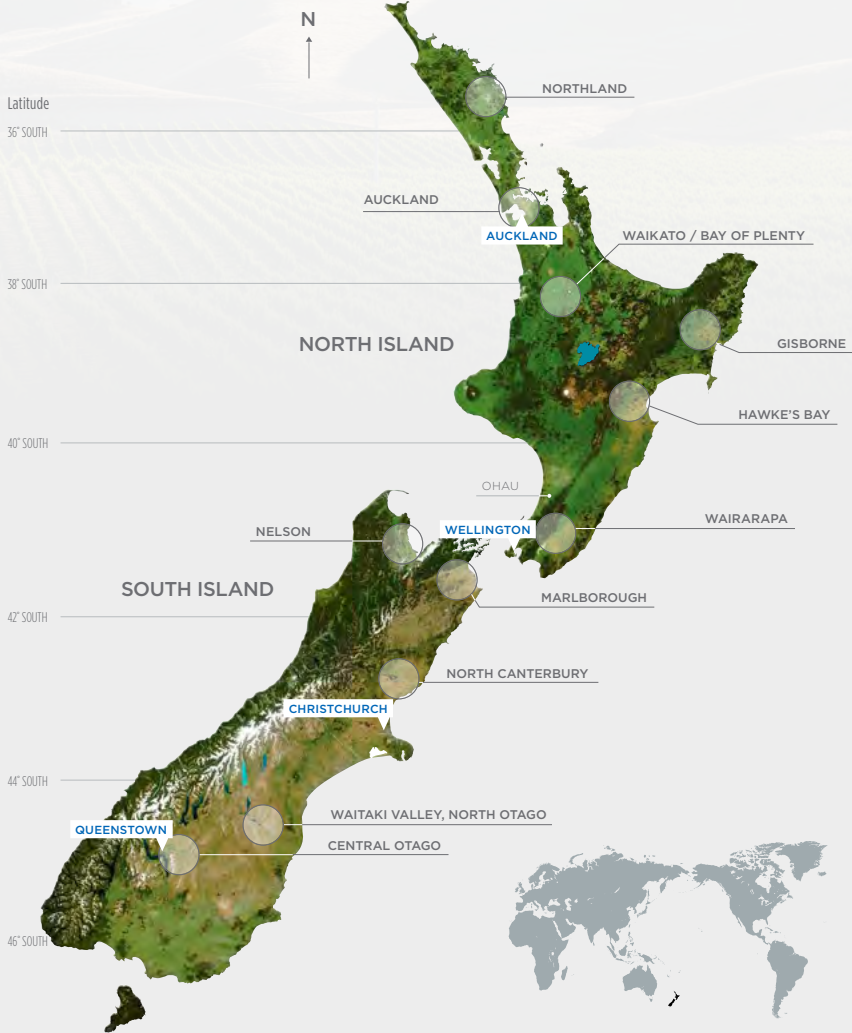 N
NORTHLAND
Latitude
36° SOUTH
AUCKLAND
AUCKLAND
WAIKATO / BAY OF PLENTY
38° SOUTH
NORTH ISLAND
GISBORNE
HAWKE'S BAY
40° SOUTH
OHAU
WAIRARAPA
WELLINGTON
NELSON
SOUTH ISLAND
MARLBOROUGH
42° SOUTH
NORTH CANTERBURY
CHRISTCHURCH
44° SOUTH
WAITAKI VALLEY, NORTH OTAGO
QUEENSTOWN
CENTRAL OTAGO
46° SOUTH